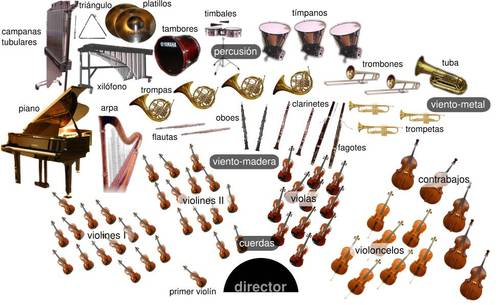 triángulo
platillos
campanas
tubulares
tambores
YAMAHA
timbales
tímpanos
percusión
xilófono
trombones
tuba
piano
arpa
trompas
viento-metal
clarinetes
oboes
flautas
trompetas
fagotes
viento-madera
contrabajos
violines II
violas
violines I
cuerdas
violoncelos
primer violín
director